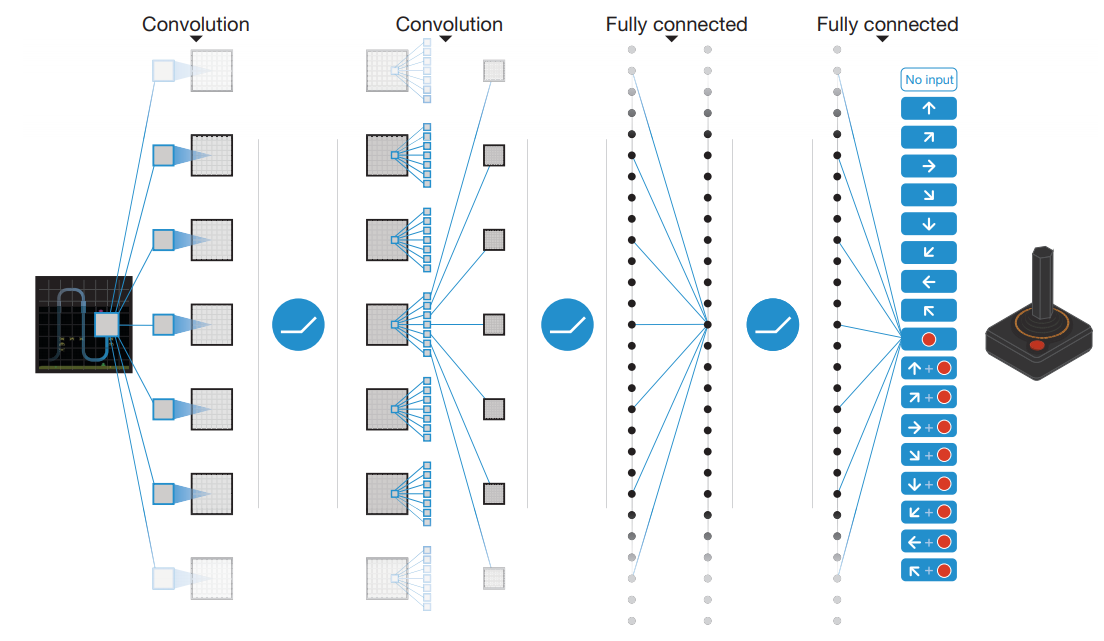 Convolution
Convolution
Fully connected
Fully connected
No input
+
+
+
+
+
+
+
+